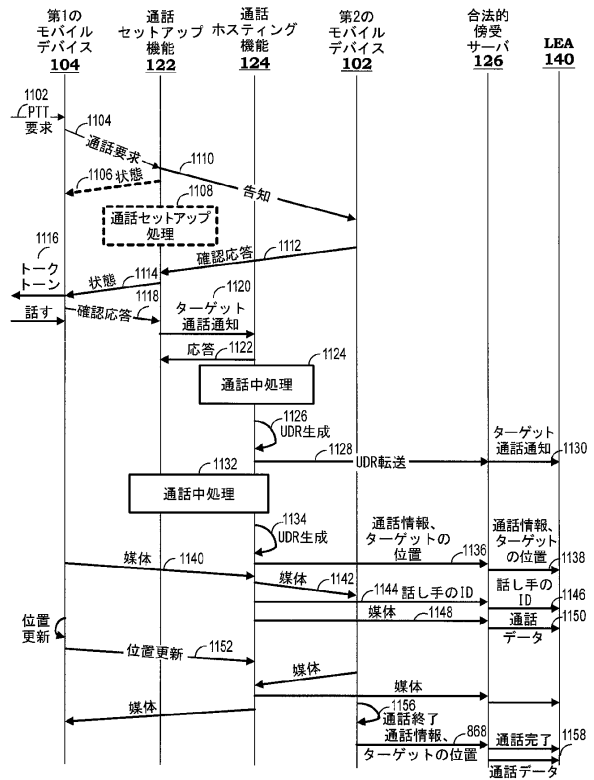 第1の
モバイル
デバイス
104
通話
セットアップ
機能
122
通話
ホスティング
機能
124
第2の
モバイル
デバイス
102
合法的
傍受
サーバ
126
LEA
140
1102
PTT
要求
1104
通話要求
1110
告知
1106 状態
1108
通話セットアップ
処理
1112
確認応答
1116
トーク
トーン
1114
状態
1118
確認応答
話す
1120
ターゲット
通話通知
応答
1122
1124
通話中処理
1126
UDR生成
1128
UDR転送
ターゲット
通話通知
1130
1132
通話中処理
1134
UDR生成
通話情報、
ターゲットの
位置
1136
通話情報、
ターゲット
の位置
1138
媒体
1140
媒体
1142
1144
話し手のID
話し手の
ID
1146
媒体
1148
通話
データ
1150
位置
更新
位置更新
1152
媒体
媒体
媒体
1156
通話終了
通話情報、
ターゲットの位置
868
通話完了
1158
通話データ